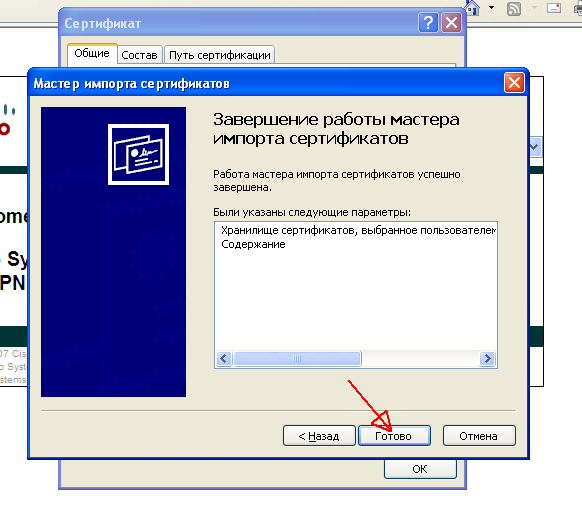 Сертификат
Общие
Состав
Путь сертификации
Мастер импорта сертификатов
Завершение работы мастера
импорта сертификатов
Работа мастера импорта сертификатов успешно
завершена.
Были указаны следующие параметры:
Хранилище сертификатов, выбранное пользователем
Содержание
ome
o Sy
PN
07 Cisc
o Syst
stems
< Назад
Готово
Отмена
OK